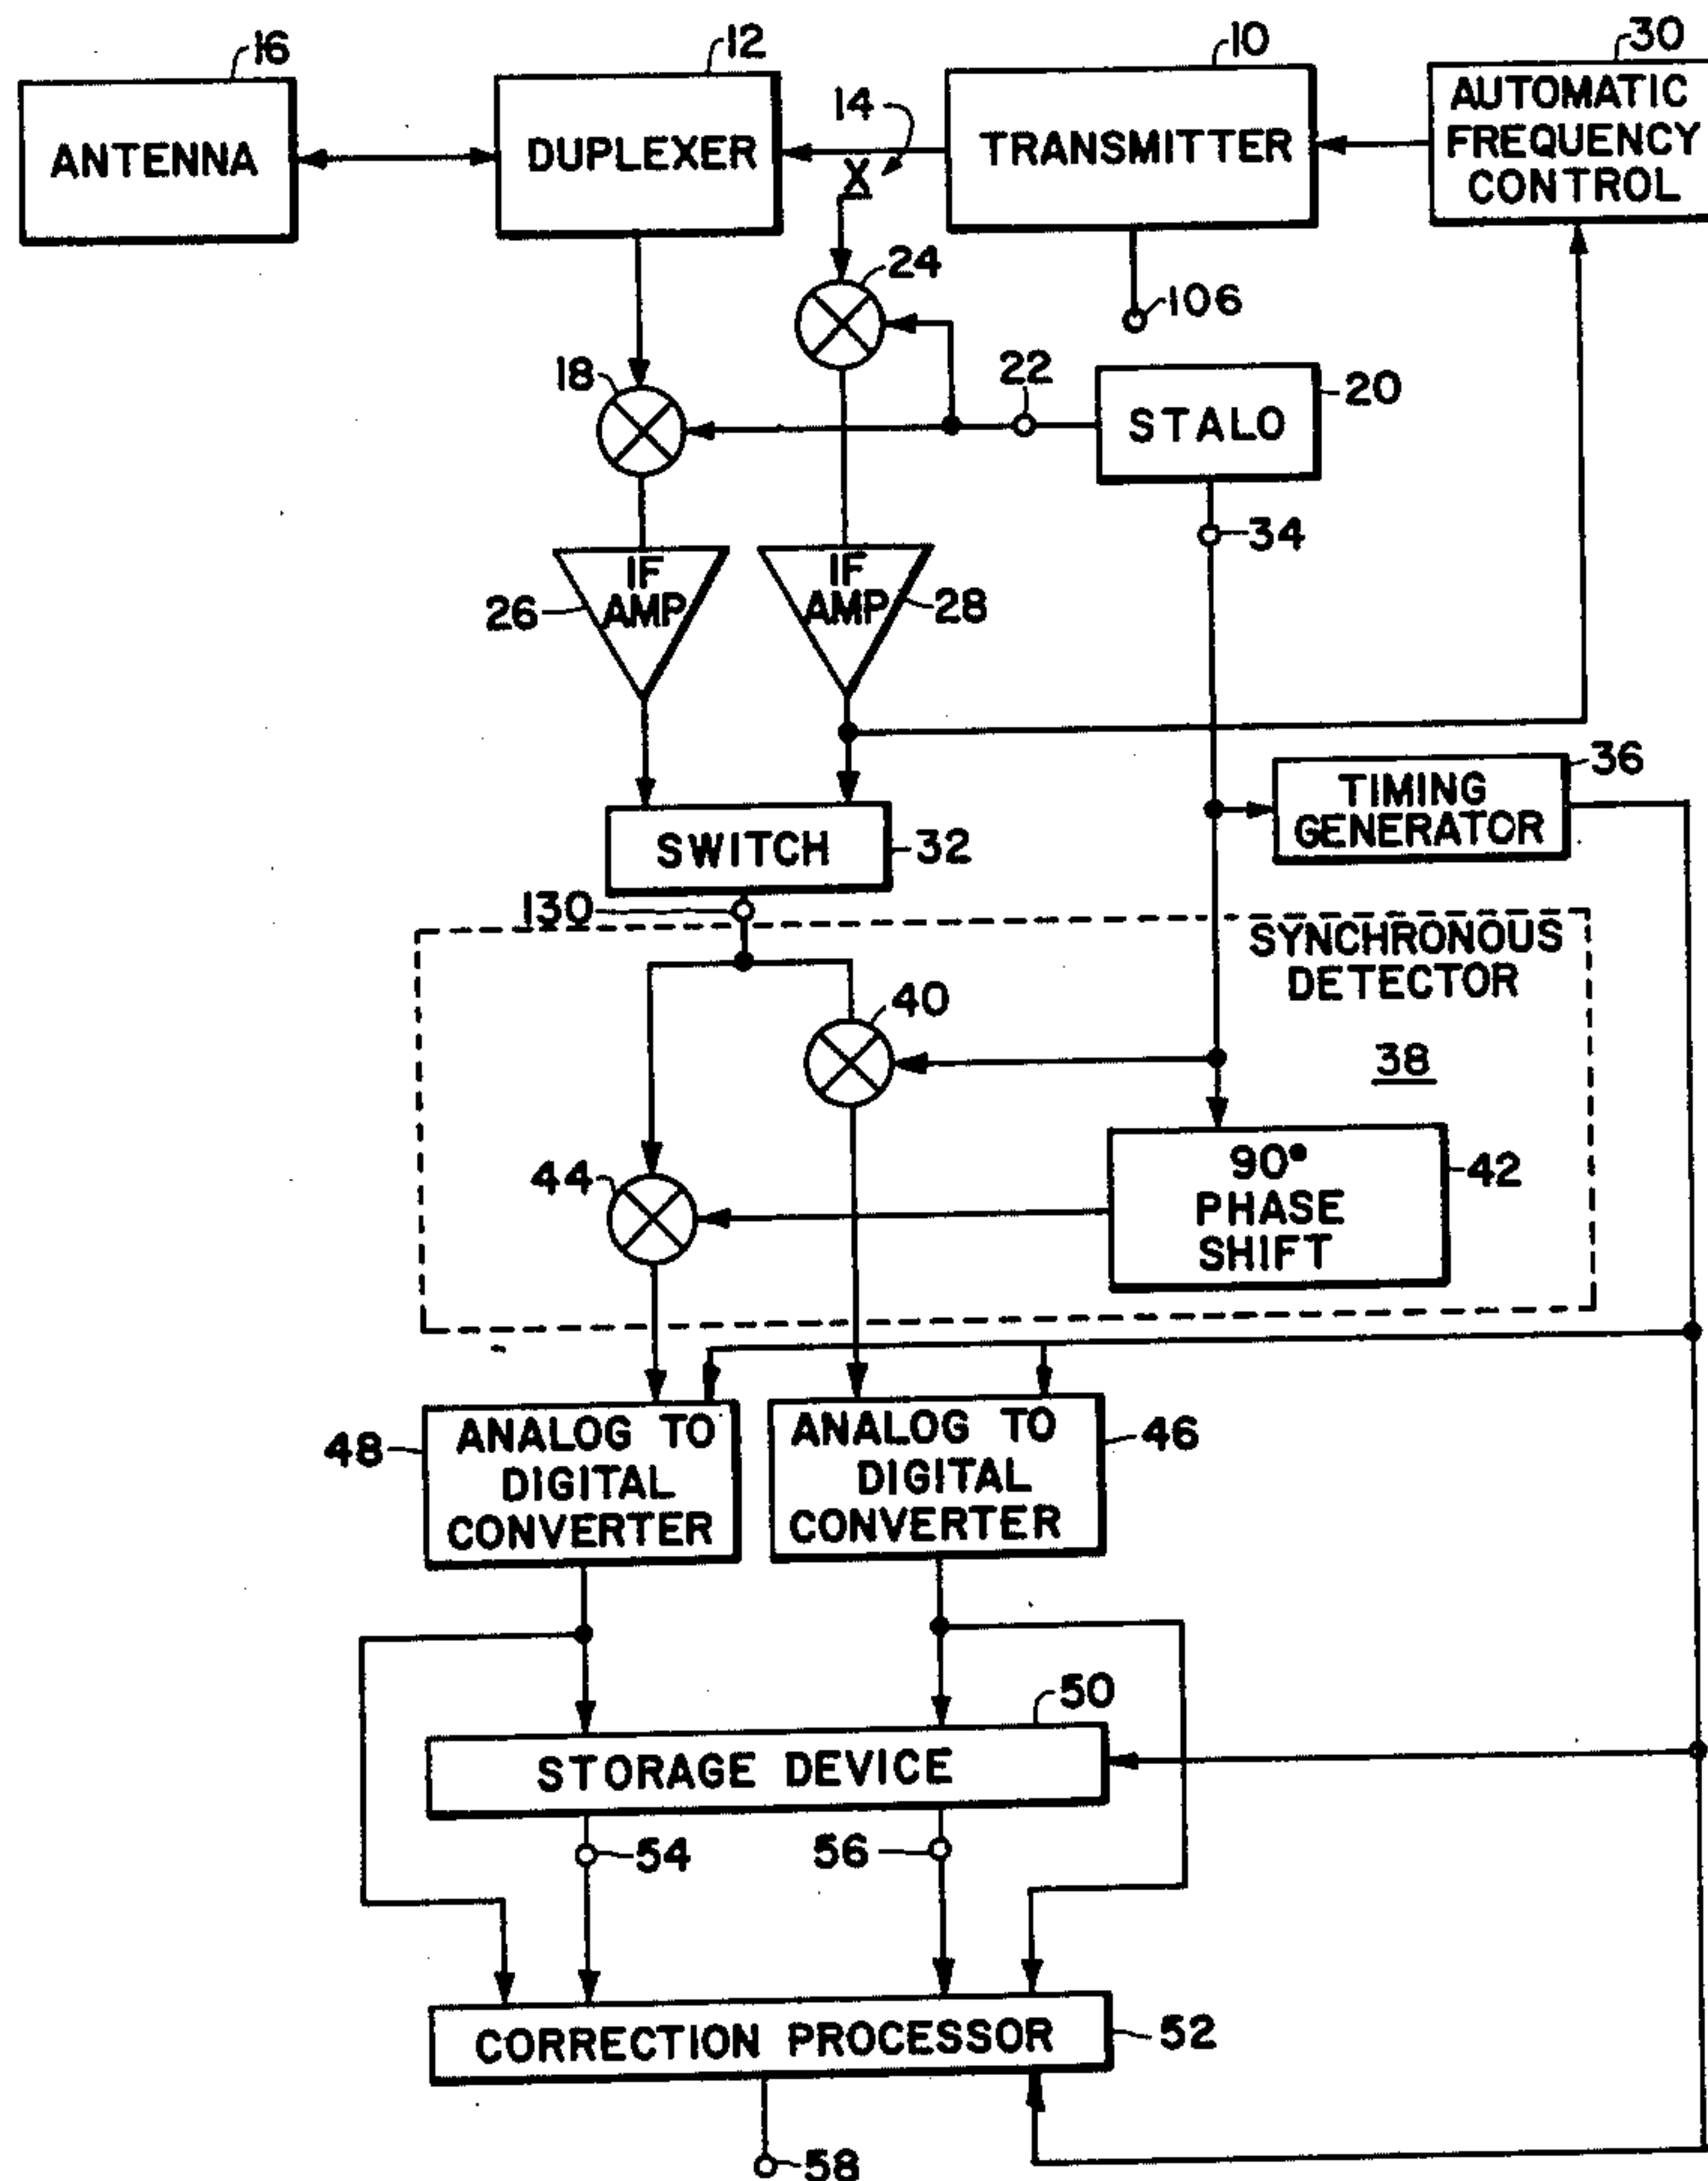 16
12
10
30
ANTENNA
DUPLEXER
14
X
TRANSMITTER
AUTOMATIC
FREQUENCY
CONTROL
24
106
18
22
STALO
20
34
IF
AMP
26
IF
AMP
28
36
TIMING
GENERATOR
SWITCH
32
130
SYNCHRONOUS
DETECTOR
40
38
44
90°
PHASE
SHIFT
42
48
ANALOG TO
DIGITAL
CONVERTER
ANALOG TO
DIGITAL
CONVERTER
46
50
STORAGE DEVICE
54
56
CORRECTION PROCESSOR
52
58